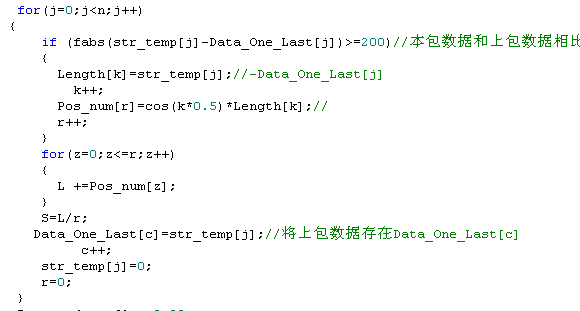 for(j=0;j<n;j++)
{
if (fabs(str_temp[j]-Data_One_Last[j])>=200)//本包数据和上包数据相比
{
Length[k]=str_temp[j];//-Data_One_Last[j]
k++;
Pos_num[r]=cos(k*0.5)*Length[k];//
r++;
}
for(z=0;z<=r;z++)
{
L +=Pos_num[z];
}
S=L/r;
Data_One_Last[c]=str_temp[j];//将上包数据存在Data_One_Last[c]
c++;
str_temp[j]=0;
r=0;
}